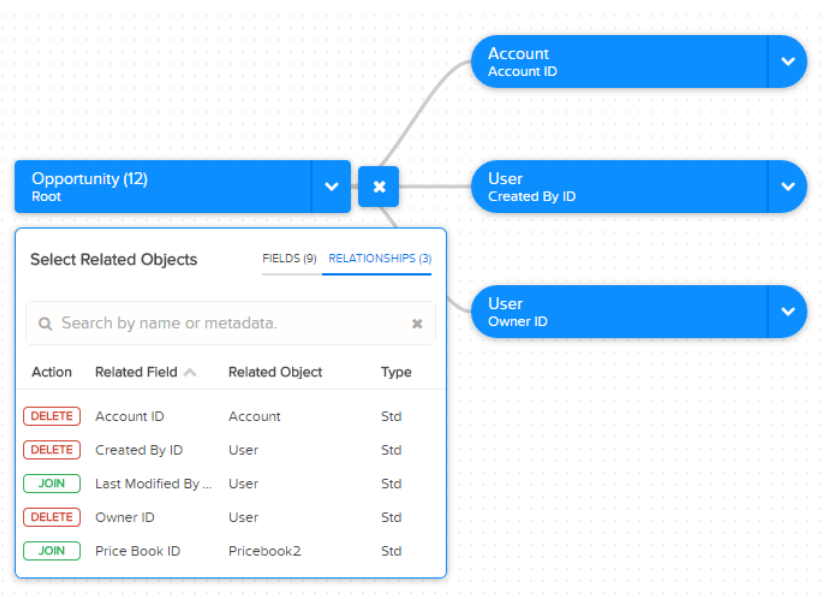 Account
Account ID
Opportunity (12)
Root
User
Created By ID
Select Related Objects FIELDS (9) RELATIONSHIPS (3)
User
Owner ID
Search by name or metadata.
Action Related Field Related Object Type
DELETE Account ID Account Std
DELETE Created By ID User Std
JOIN Last Modified By ... User Std
DELETE Owner ID User Std
JOIN Price Book ID Pricebook2 Std